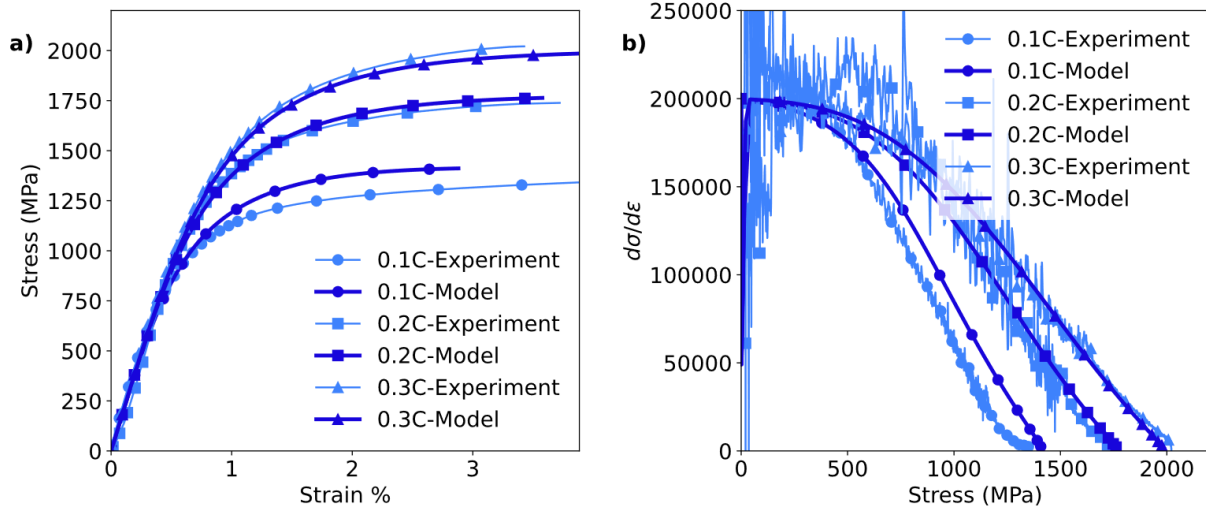 a)
2000
1750
1500
1250
1000
750
500
250
0
Stress (MPa)
0 1 2 3
Strain %
0.1C-Experiment
0.1C-Model
0.2C-Experiment
0.2C-Model
0.3C-Experiment
0.3C-Model
b)
250000
200000
150000
100000
50000
0
dσ/dε
0 500 1000 1500 2000
Stress (MPa)
0.1C-Experiment
0.1C-Model
0.2C-Experiment
0.2C-Model
0.3C-Experiment
0.3C-Model